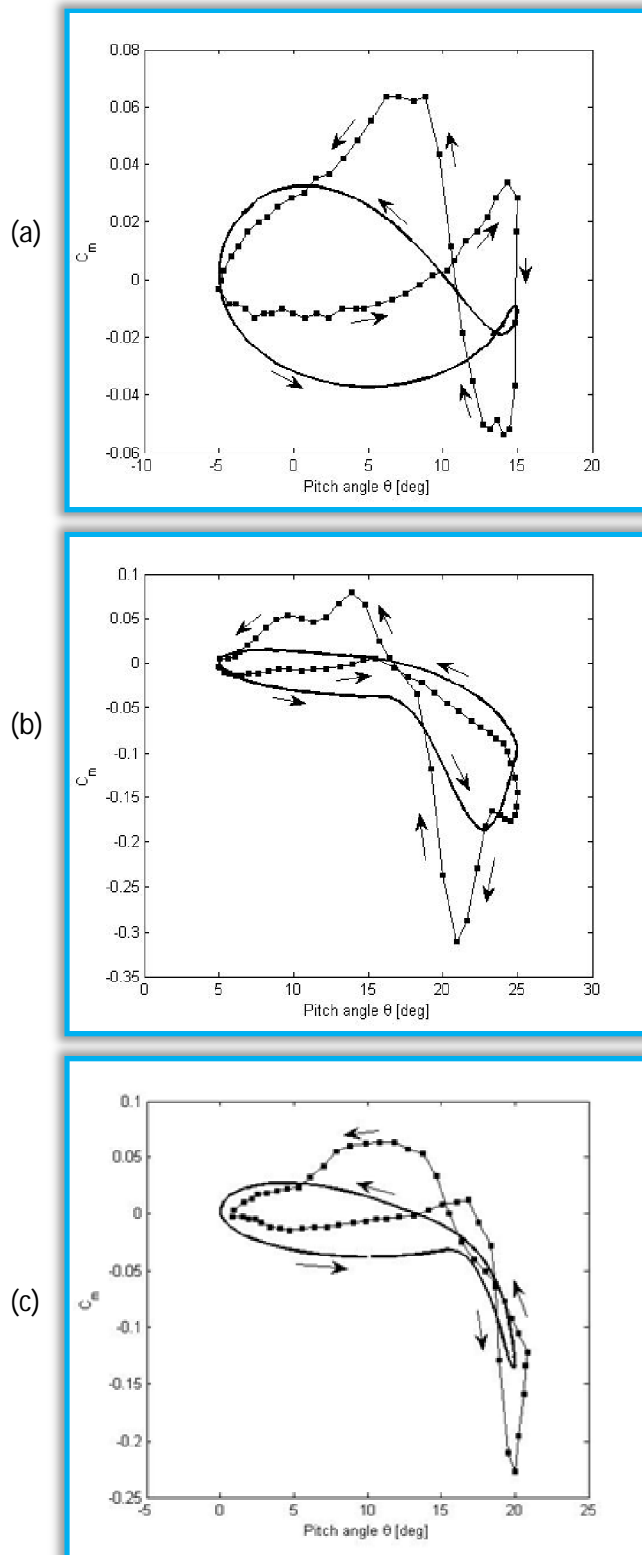 (a)
0.08
0.06
0.04
0.02
0
-0.02
-0.04
-0.06
C_m
-10 -5 0 5 10 15 20
Pitch angle θ [deg]
(b)
0.1
0.05
0
-0.05
-0.1
-0.15
-0.2
-0.25
-0.3
-0.35
C_m
0 5 10 15 20 25 30
Pitch angle θ [deg]
(c)
0.1
0.05
0
-0.05
-0.1
-0.15
-0.2
-0.25
C_m
-5 0 5 10 15 20 25
Pitch angle θ [deg]